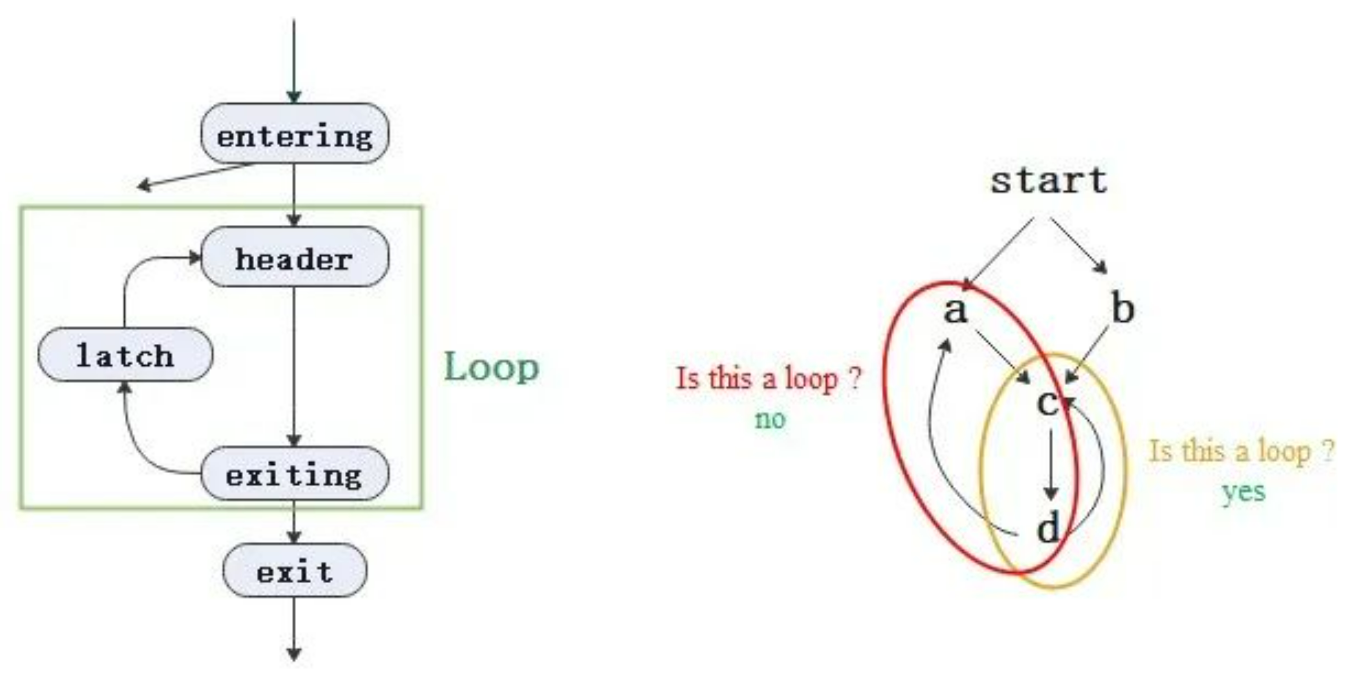 entering
header
latch
Loop
exiting
exit
start
a
b
Is this a loop ?
no
c
Is this a loop ?
yes
d